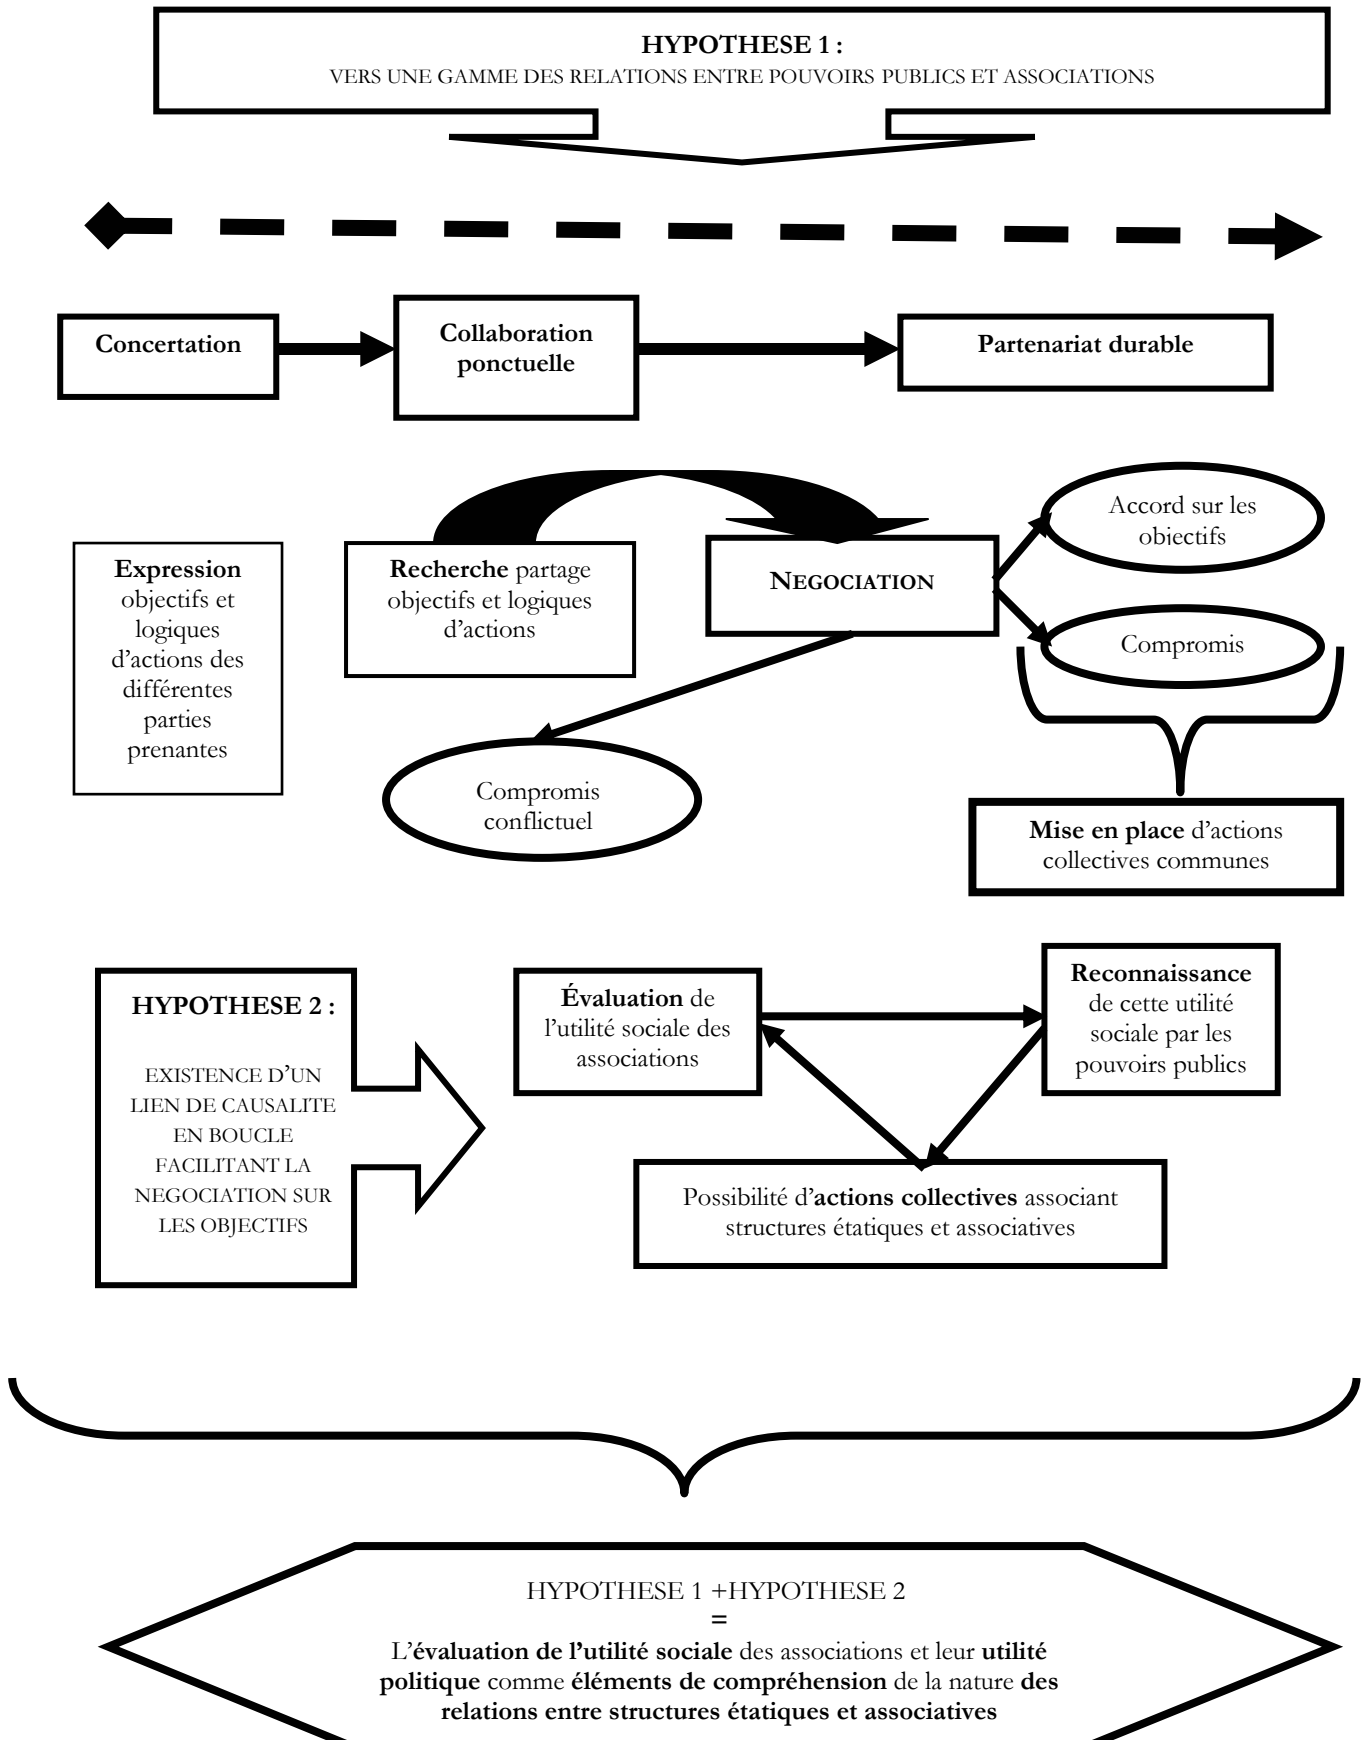 HYPOTHESE 1 :
VERS UNE GAMME DES RELATIONS ENTRE POUVOIRS PUBLICS ET ASSOCIATIONS
Concertation
Collaboration
ponctuelle
Partenariat durable
Expression
objectifs et
logiques
d’actions des
différentes
parties
prenantes
Recherche partage
objectifs et logiques
d’actions
NEGOCIATION
Accord sur les
objectifs
Compromis
Compromis
conflictuel
Mise en place d’actions
collectives communes
HYPOTHESE 2 :
EXISTENCE D’UN
LIEN DE CAUSALITE
EN BOUCLE
FACILITANT LA
NEGOCIATION SUR
LES OBJECTIFS
Évaluation de
l’utilité sociale des
associations
Reconnaissance
de cette utilité
sociale par les
pouvoirs publics
Possibilité d’actions collectives associant
structures étatiques et associatives
HYPOTHESE 1 +HYPOTHESE 2
=
L’évaluation de l’utilité sociale des associations et leur utilité
politique comme éléments de compréhension de la nature des
relations entre structures étatiques et associatives